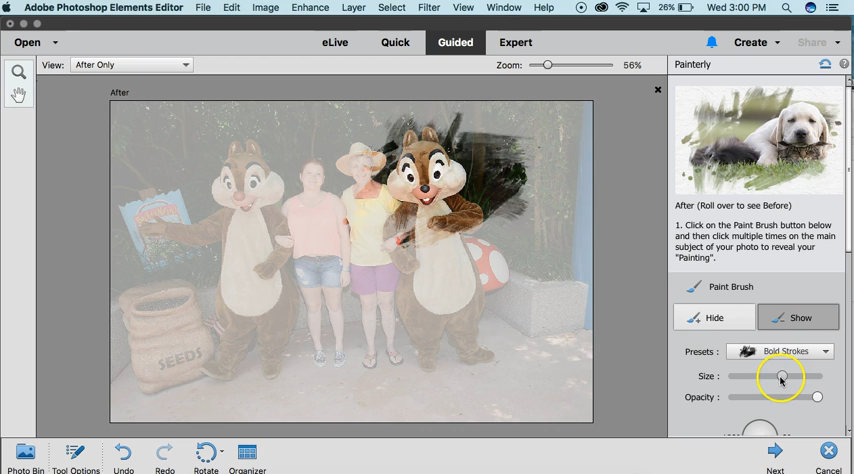 Adobe Photoshop Elements Editor File Edit Image Enhance Layer Select Filter View Window Help 26% Wed 3:00 PM
Open eLive Quick Guided Expert Create Share
View: After Only Zoom: 56% Painterly
After
After (Roll over to see Before)
1. Click on the Paint Brush button below
and then click multiple times on the main
subject of your photo to reveal your
"Painting".
Paint Brush
Hide Show
Presets : Bold Strokes
Size :
Opacity :
SEEDS
Photo Bin Tool Options Undo Redo Rotate Organizer Next Cancel